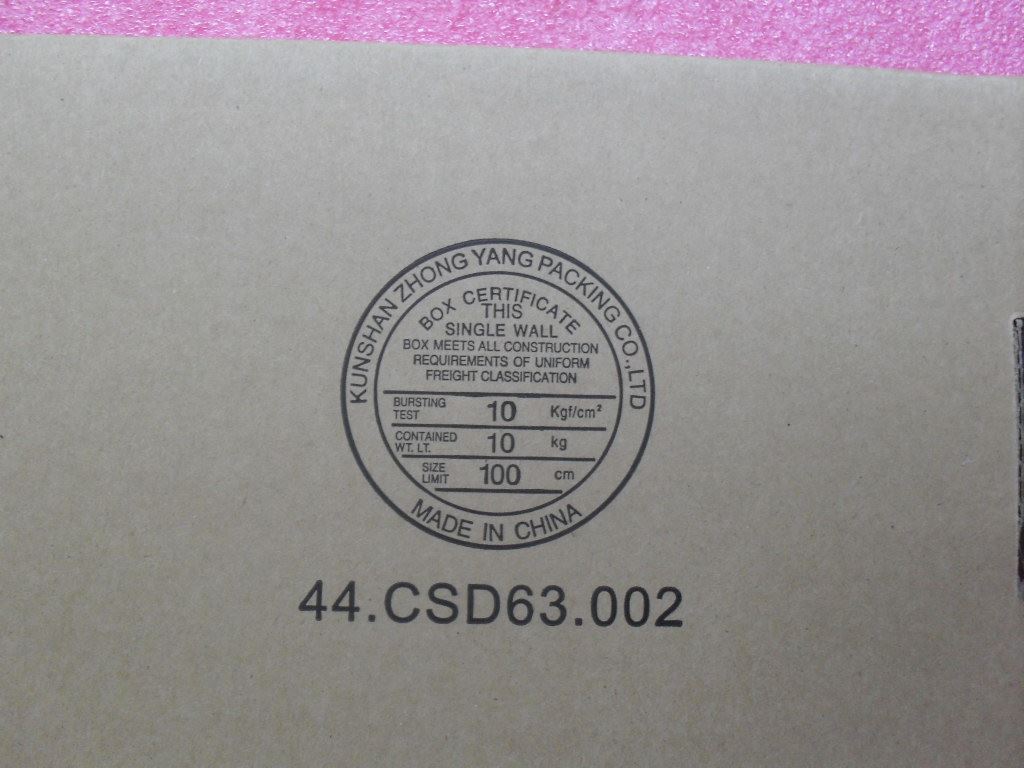 KUNSHAN ZHONG YANG PACKING CO.,LTD
BOX CERTIFICATE
THIS
SINGLE WALL
BOX MEETS ALL CONSTRUCTION
REQUIREMENTS OF UNIFORM
FREIGHT CLASSIFICATION
BURSTING TEST 10 Kgf/cm²
CONTAINED WT. LT. 10 kg
SIZE LIMIT 100 cm
MADE IN CHINA
44.CSD63.002